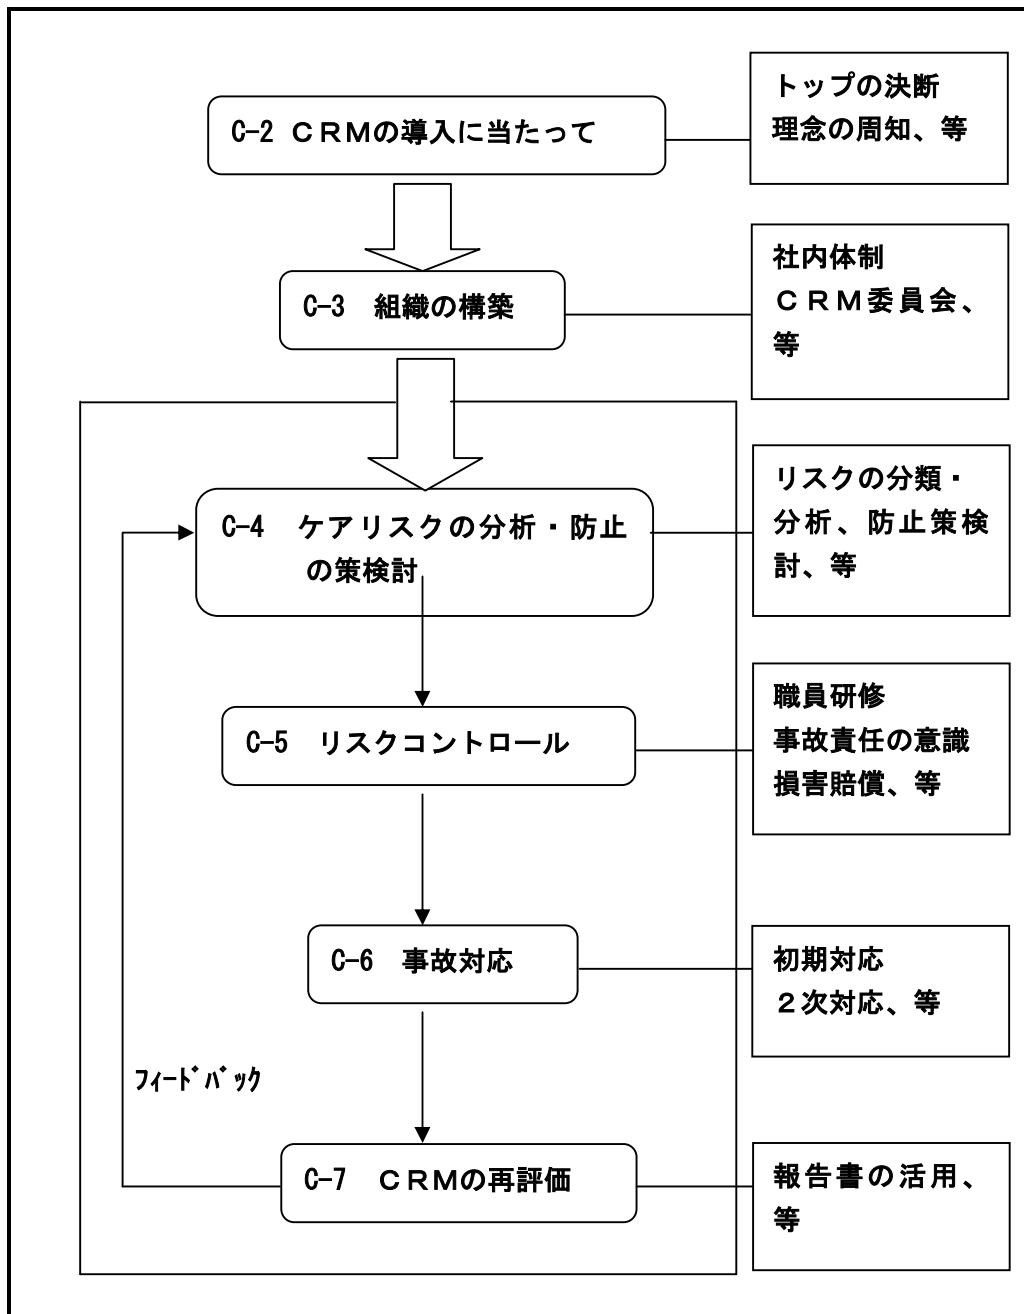 トップの決断
理念の周知、等
C-2 ＣＲＭの導入に当たって
社内体制
ＣＲＭ委員会、
等
C-3 組織の構築
リスクの分類・
分析、防止策検
討、等
C-4 ケアリスクの分析・防止
の策検討
職員研修
事故責任の意識
損害賠償、等
C-5 リスクコントロール
初期対応
２次対応、等
C-6 事故対応
ﾌｨｰﾄﾞﾊﾞｯｸ
報告書の活用、
等
C-7 ＣＲＭの再評価